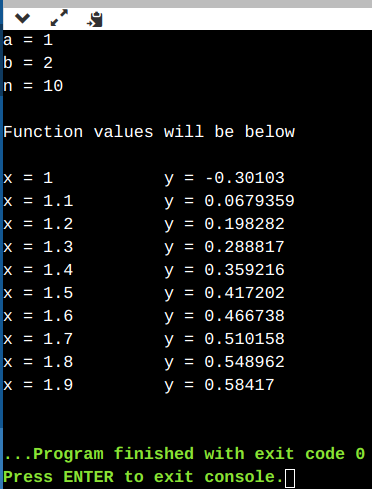 a = 1
b = 2
n = 10
Function values will be below
x = 1 y = -0.30103
x = 1.1 y = 0.0679359
x = 1.2 y = 0.198282
x = 1.3 y = 0.288817
x = 1.4 y = 0.359216
x = 1.5 y = 0.417202
x = 1.6 y = 0.466738
x = 1.7 y = 0.510158
x = 1.8 y = 0.548962
x = 1.9 y = 0.58417
...Program finished with exit code 0
Press ENTER to exit console.